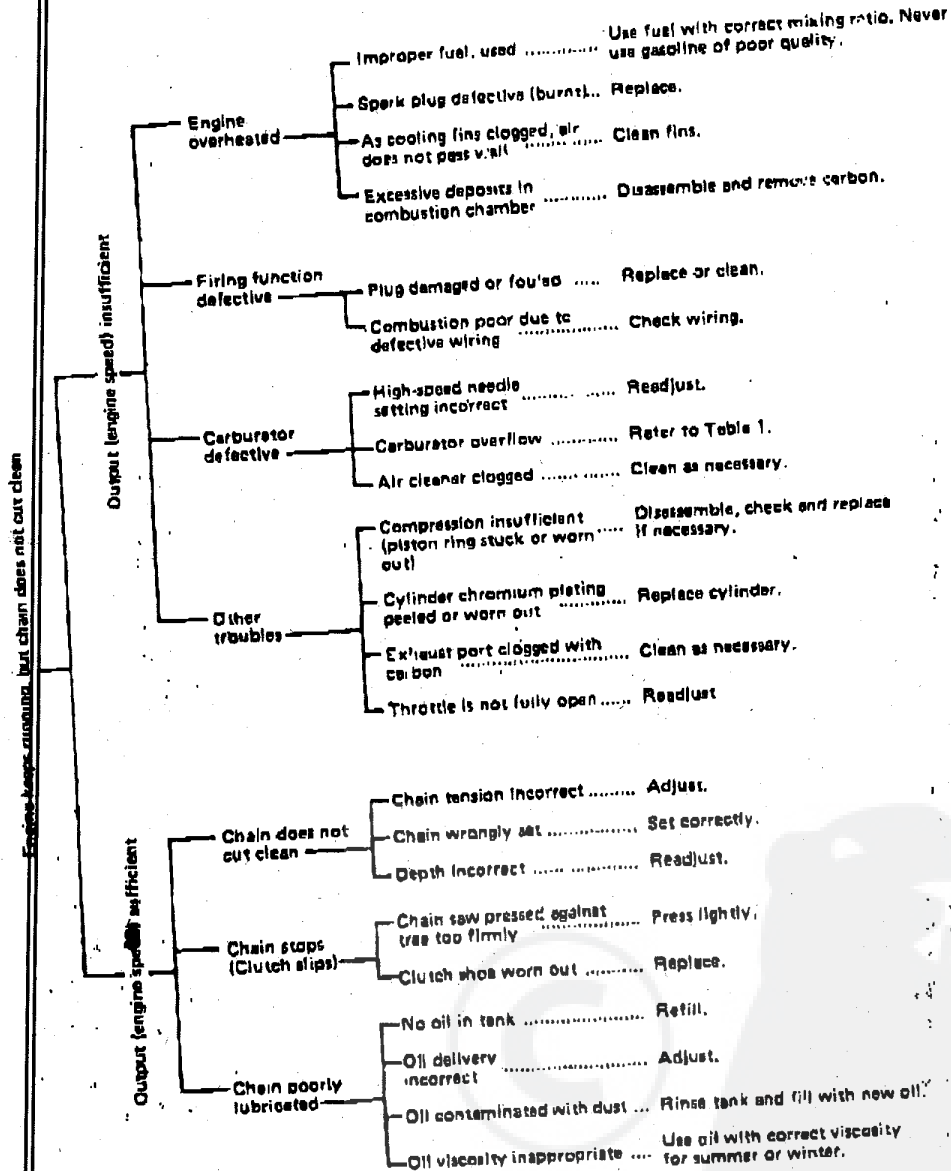 Engine keeps running but chain does not cut clean
Output (engine speed) insufficient
Engine
overheated
Improper fuel, used ............. Use fuel with correct mixing ratio. Never
use gasoline of poor quality.
Spark plug defective (burnt)... Replace.
As cooling fins clogged, air
does not pass well ............. Clean fins.
Excessive deposits in
combustion chamber ............ Disassemble and remove carbon.
Firing function
defective
Plug damaged or fouled ..... Replace or clean.
Combustion poor due to
defective wiring ............... Check wiring.
Carburator
defective
High-speed needle
setting incorrect .............. Readjust.
Carburator overflow ............ Refer to Table 1.
Air cleaner clogged ............. Clean as necessary.
Other
troubles
Compression insufficient
(piston ring stuck or worn
out) ..... Disassemble, check and replace
if necessary.
Cylinder chromium plating
peeled or worn out ............ Replace cylinder.
Exhaust port clogged with
carbon ............................. Clean as necessary.
Throttle is not fully open ...... Readjust
Output (engine speed) sufficient
Chain does not
cut clean
Chain tension incorrect ......... Adjust.
Chain wrongly set ................ Set correctly.
Depth incorrect ................... Readjust.
Chain stops
(Clutch slips)
Chain saw pressed against
tree too firmly ................. Press lightly.
Clutch shoe worn out ........... Replace.
Chain poorly
lubricated
No oil in tank ..................... Refill.
Oil delivery
incorrect ........................ Adjust.
Oil contaminated with dust ... Rinse tank and fill with new oil.
Oil viscosity inappropriate .... Use oil with correct viscosity
for summer or winter.